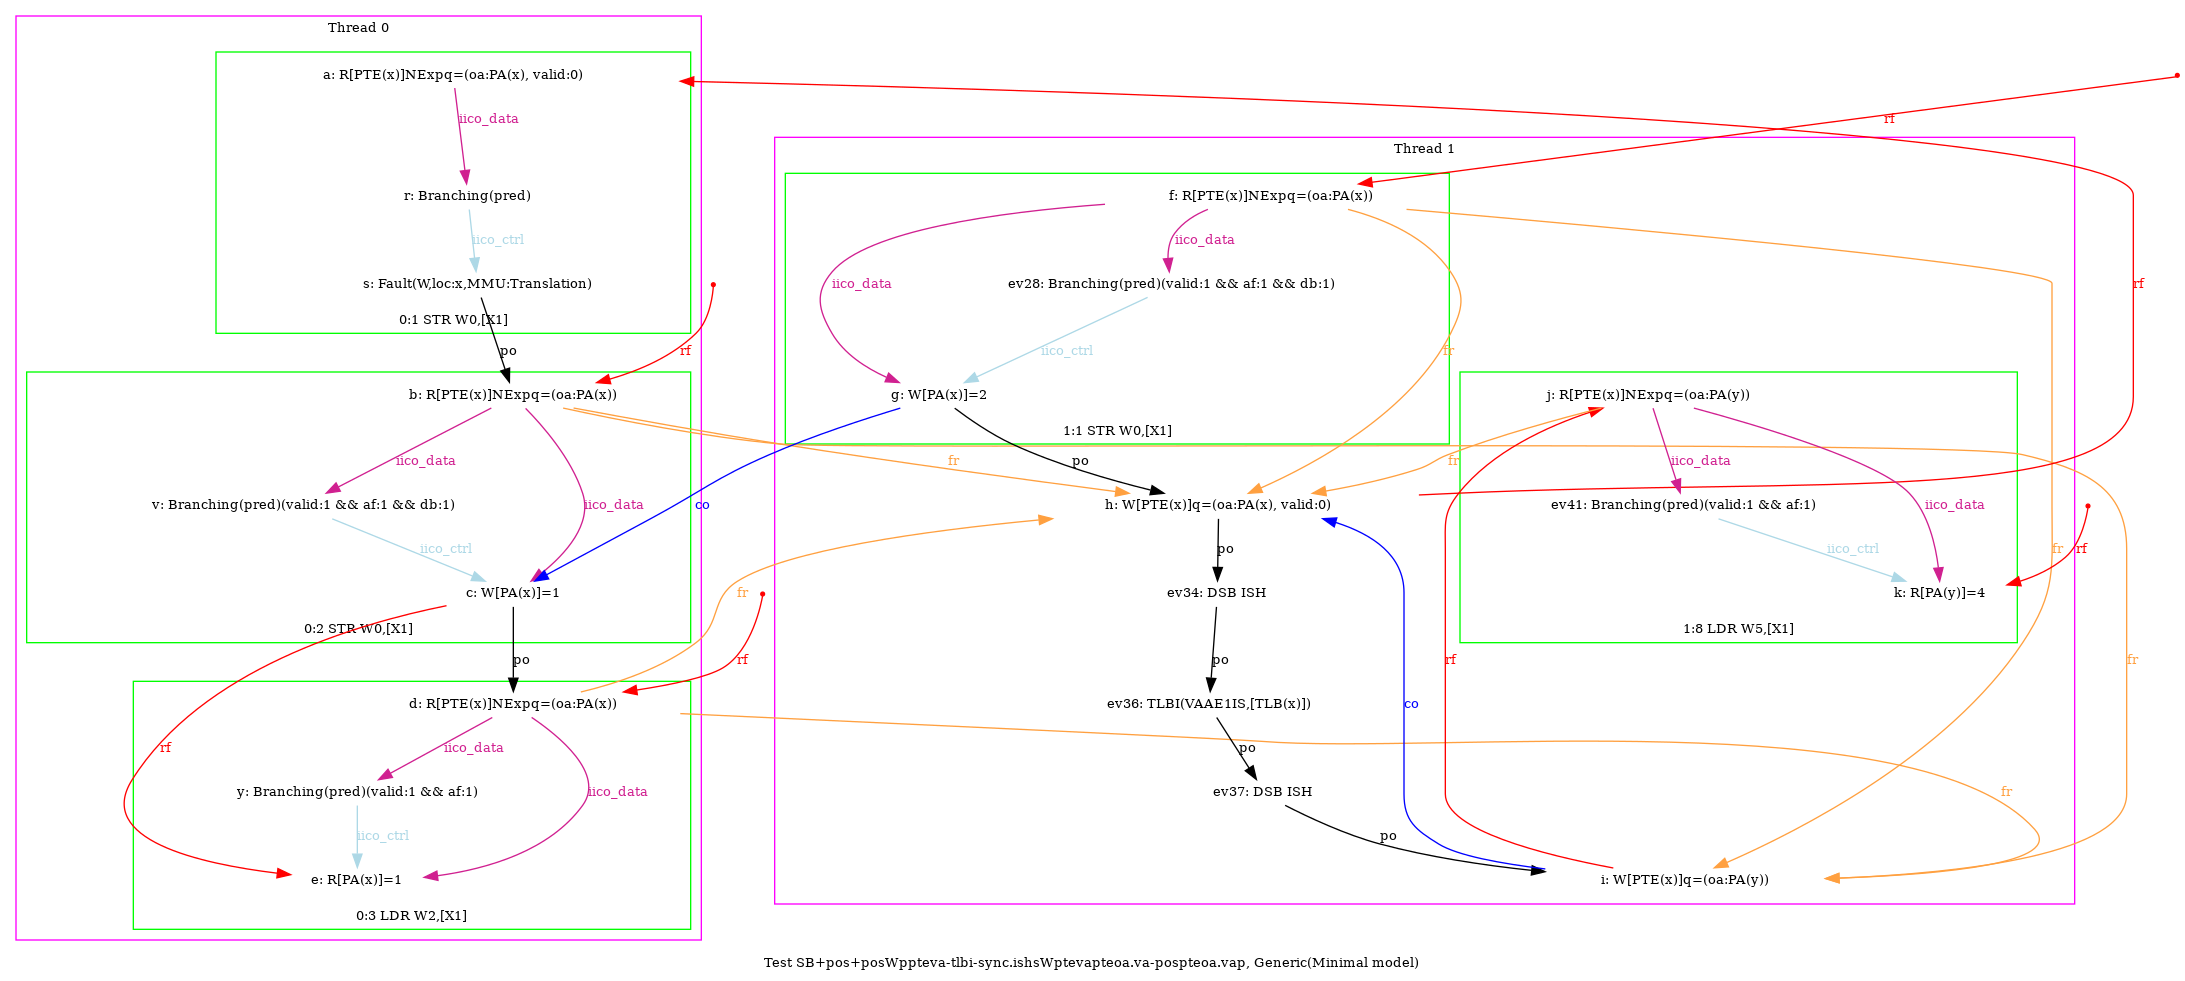 Thread 0
a: R[PTE(x)]NExpq=(oa:PA(x), valid:0)
iico_data
r: Branching(pred)
iico_ctrl
s: Fault(W,loc:x,MMU:Translation)
0:1 STR W0,[X1]
po
rf
b: R[PTE(x)]NExpq=(oa:PA(x))
iico_data
fr
v: Branching(pred)(valid:1 && af:1 && db:1)
iico_data
co
iico_ctrl
c: W[PA(x)]=1
0:2 STR W0,[X1]
po
fr
rf
rf
d: R[PTE(x)]NExpq=(oa:PA(x))
iico_data
y: Branching(pred)(valid:1 && af:1)
iico_data
iico_ctrl
e: R[PA(x)]=1
0:3 LDR W2,[X1]
rf
Thread 1
f: R[PTE(x)]NExpq=(oa:PA(x))
iico_data
iico_data
ev28: Branching(pred)(valid:1 && af:1 && db:1)
rf
iico_ctrl
fr
g: W[PA(x)]=2
1:1 STR W0,[X1]
po
fr
h: W[PTE(x)]q=(oa:PA(x), valid:0)
po
ev34: DSB ISH
po
ev36: TLBI(VAAE1IS,[TLB(x)])
po
ev37: DSB ISH
po
co
rf
i: W[PTE(x)]q=(oa:PA(y))
j: R[PTE(x)]NExpq=(oa:PA(y))
iico_data
ev41: Branching(pred)(valid:1 && af:1)
iico_data
iico_ctrl
k: R[PA(y)]=4
1:8 LDR W5,[X1]
fr
rf
fr
fr
Test SB+pos+posWppteva-tlbi-sync.ishsWptevapteoa.va-pospteoa.vap, Generic(Minimal model)